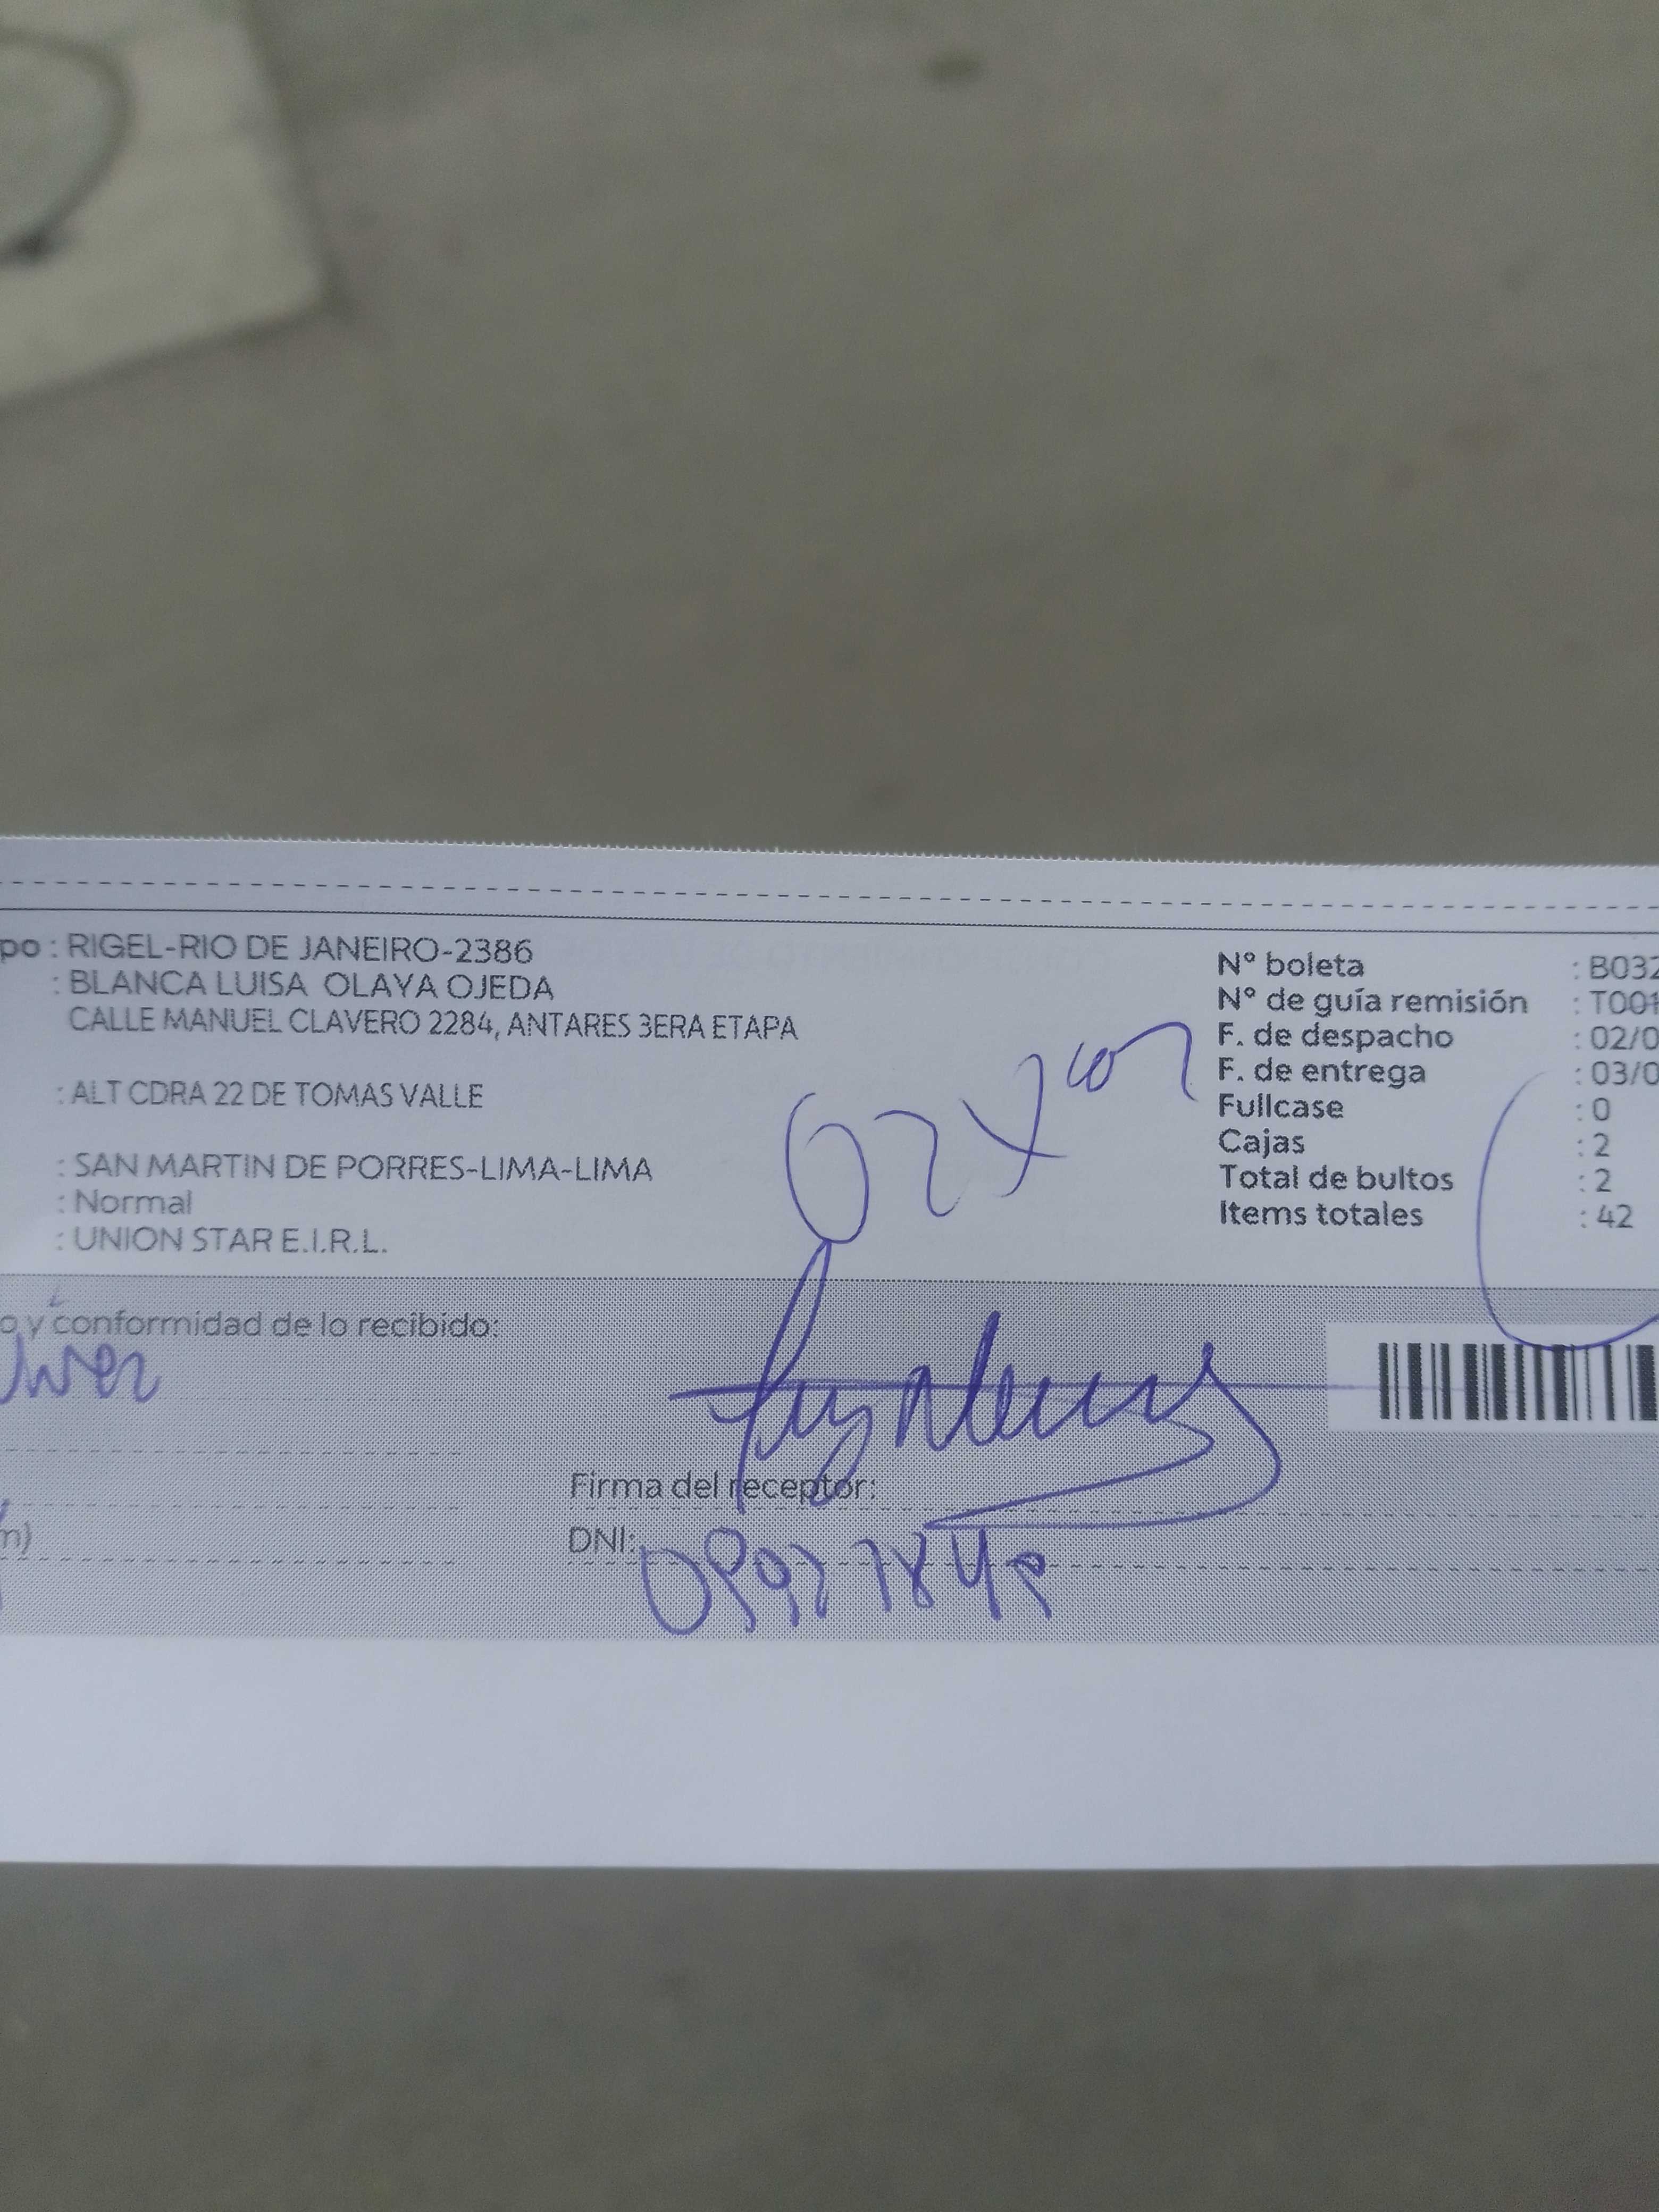 po : RIGEL-RIO DE JANEIRO-2386
: BLANCA LUISA OLAYA OJEDA
CALLE MANUEL CLAVERO 2284, ANTARES 3ERA ETAPA
: ALT CDRA 22 DE TOMAS VALLE
: SAN MARTIN DE PORRES-LIMA-LIMA
: Normal
: UNION STAR E.I.R.L.
N° boleta : B032
N° de guía remisión : T001
F. de despacho : 02/0
F. de entrega : 03/0
Fullcase : 0
Cajas : 2
Total de bultos : 2
Items totales : 42
o y conformidad de lo recibido:
Firma del receptor:
m)
DNI: